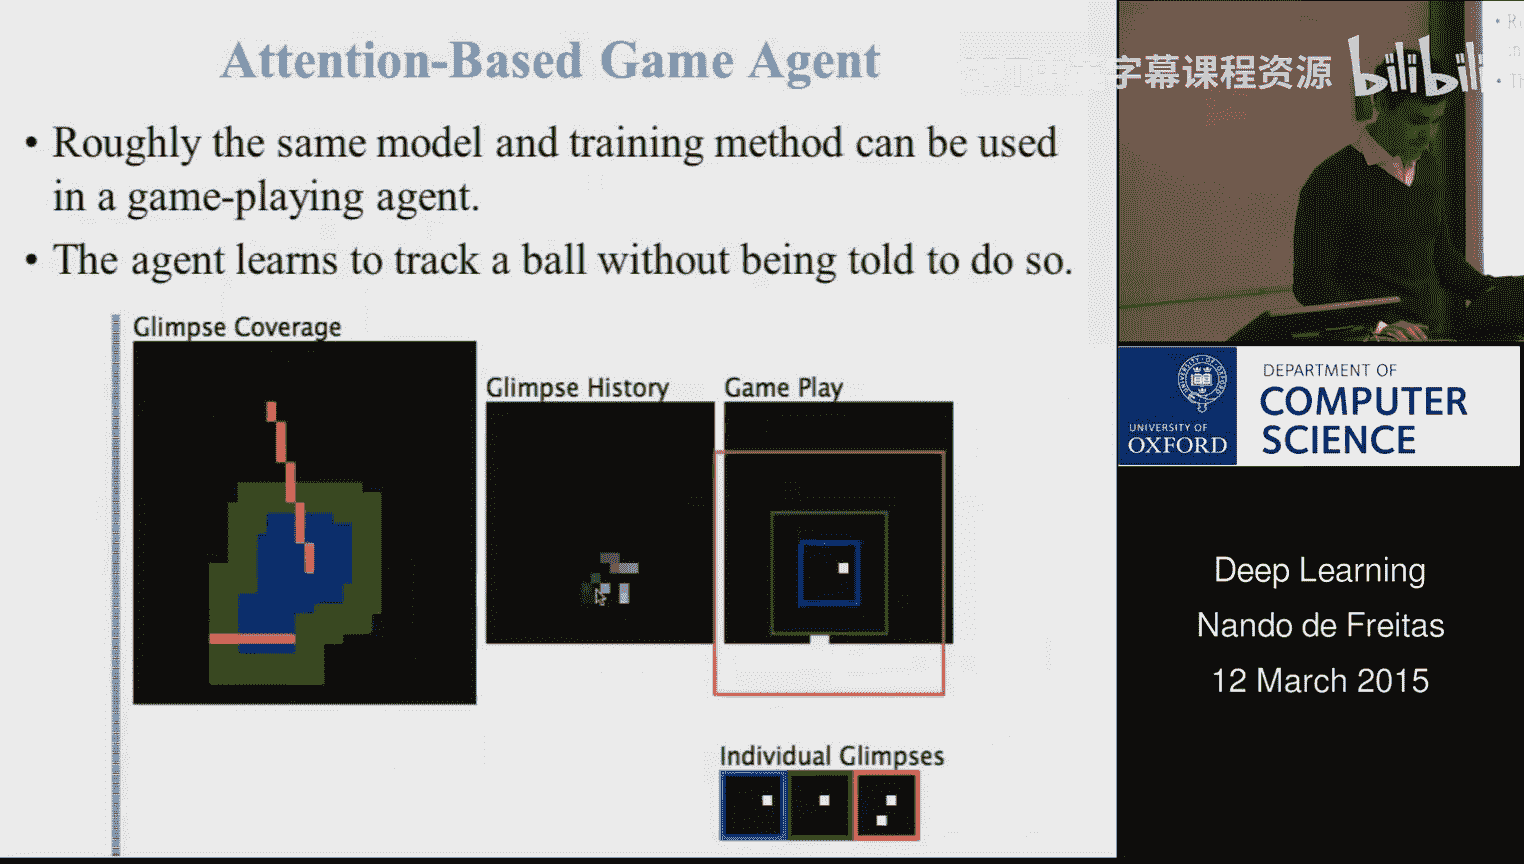 Attention-Based Game Agent
• Roughly the same model and training method can be used
in a game-playing agent.
• The agent learns to track a ball without being told to do so.
Glimpse Coverage
Glimpse History
Game Play
Individual Glimpses
字幕课程资源
bilibili
DEPARTMENT OF
COMPUTER
SCIENCE
UNIVERSITY OF
OXFORD
Deep Learning
Nando de Freitas
12 March 2015